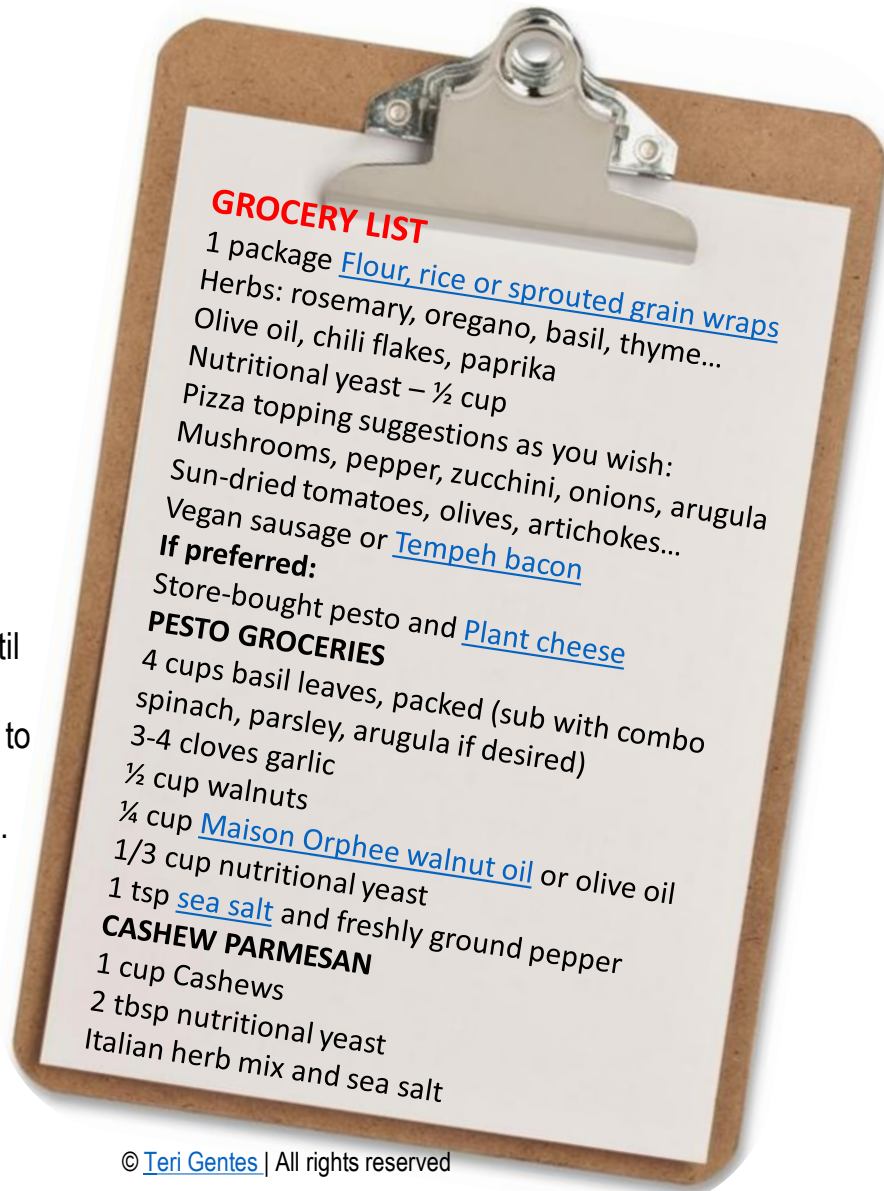 GROCERY LIST
1 package Flour, rice or sprouted grain wraps
Herbs: rosemary, oregano, basil, thyme…
Olive oil, chili flakes, paprika
Nutritional yeast – ½ cup
Pizza topping suggestions as you wish:
Mushrooms, pepper, zucchini, onions, arugula
Sun-dried tomatoes, olives, artichokes…
Vegan sausage or Tempeh bacon
If preferred:
Store-bought pesto and Plant cheese
PESTO GROCERIES
4 cups basil leaves, packed (sub with combo
spinach, parsley, arugula if desired)
3-4 cloves garlic
½ cup walnuts
¼ cup Maison Orphee walnut oil or olive oil
1/3 cup nutritional yeast
1 tsp sea salt and freshly ground pepper
CASHEW PARMESAN
1 cup Cashews
2 tbsp nutritional yeast
Italian herb mix and sea salt
til
to
.
© Teri Gentes | All rights reserved